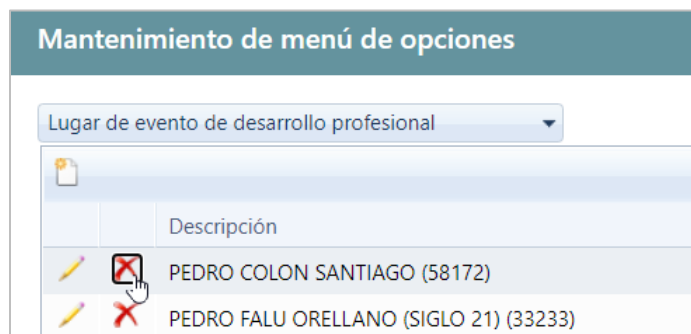 Mantenimiento de menú de opciones
Lugar de evento de desarrollo profesional
Descripción
PEDRO COLON SANTIAGO (58172)
PEDRO FALU ORELLANO (SIGLO 21) (33233)